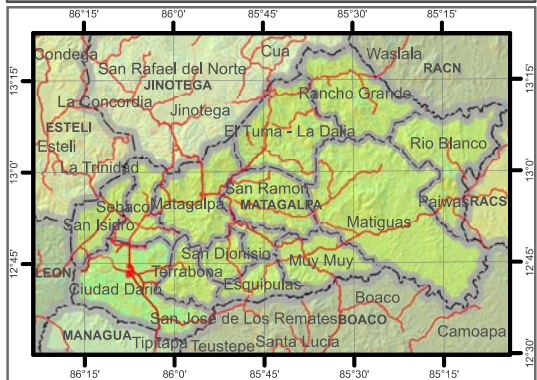 86°15' 86°0' 85°45' 85°30' 85°15'
Condega
Cua
Waslala
San Rafael del Norte
RACN
JINOTEGA
13°15' 13°15'
Rancho Grande
La Concordia
Jinotega
ESTELI
El Tuma - La Dalia
Rio Blanco
Esteli
La Trinidad
13°0' 13°0'
San Ramon
Sebaco
Matagalpa
MATAGALPA
Paiwas
RACS
San Isidro
Matiguas
San Dionisio
Muy Muy
12°45' 12°45'
LEON
Terrabona
Esquipulas
Ciudad Dario
Boaco
San José de Los Remates
BOACO
MANAGUA
Tipitapa
Teustepe
Santa Lucia
Camoapa
12°30'
86°15' 86°0' 85°45' 85°30' 85°15'